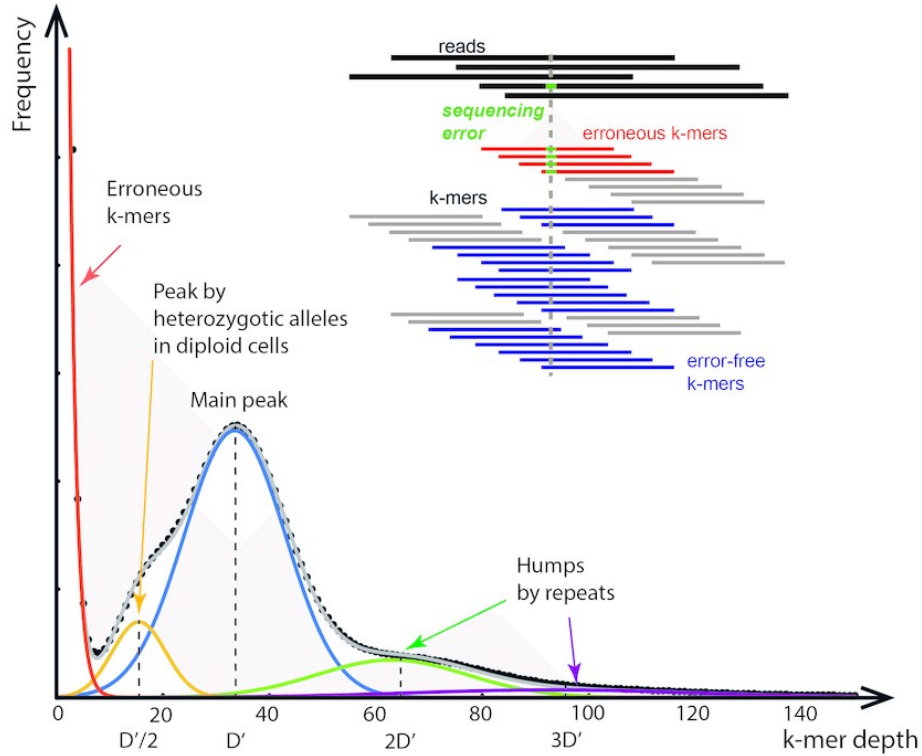 Frequency
reads
sequencing
error
erroneous k-mers
k-mers
error-free
k-mers
Erroneous
k-mers
Peak by
heterozygotic alleles
in diploid cells
Main peak
Humps
by repeats
0 20 40 60 80 100 120 140
D'/2 D' 2D' 3D' k-mer depth